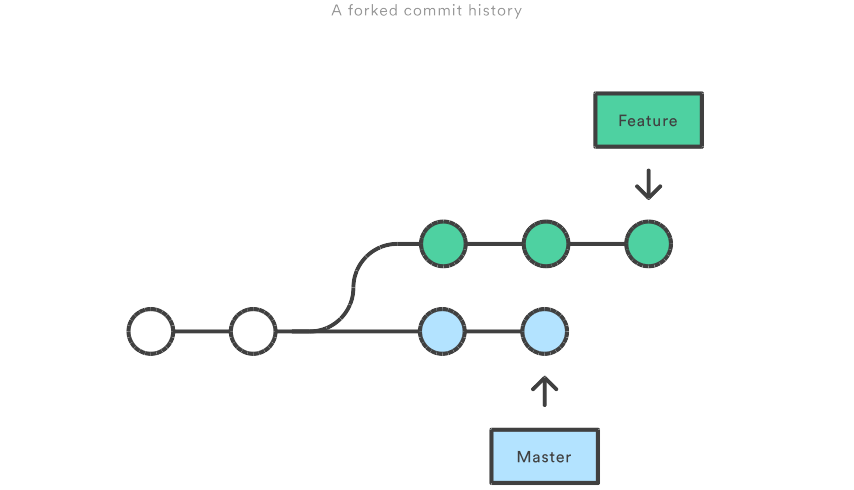 A forked commit history
Feature
Master